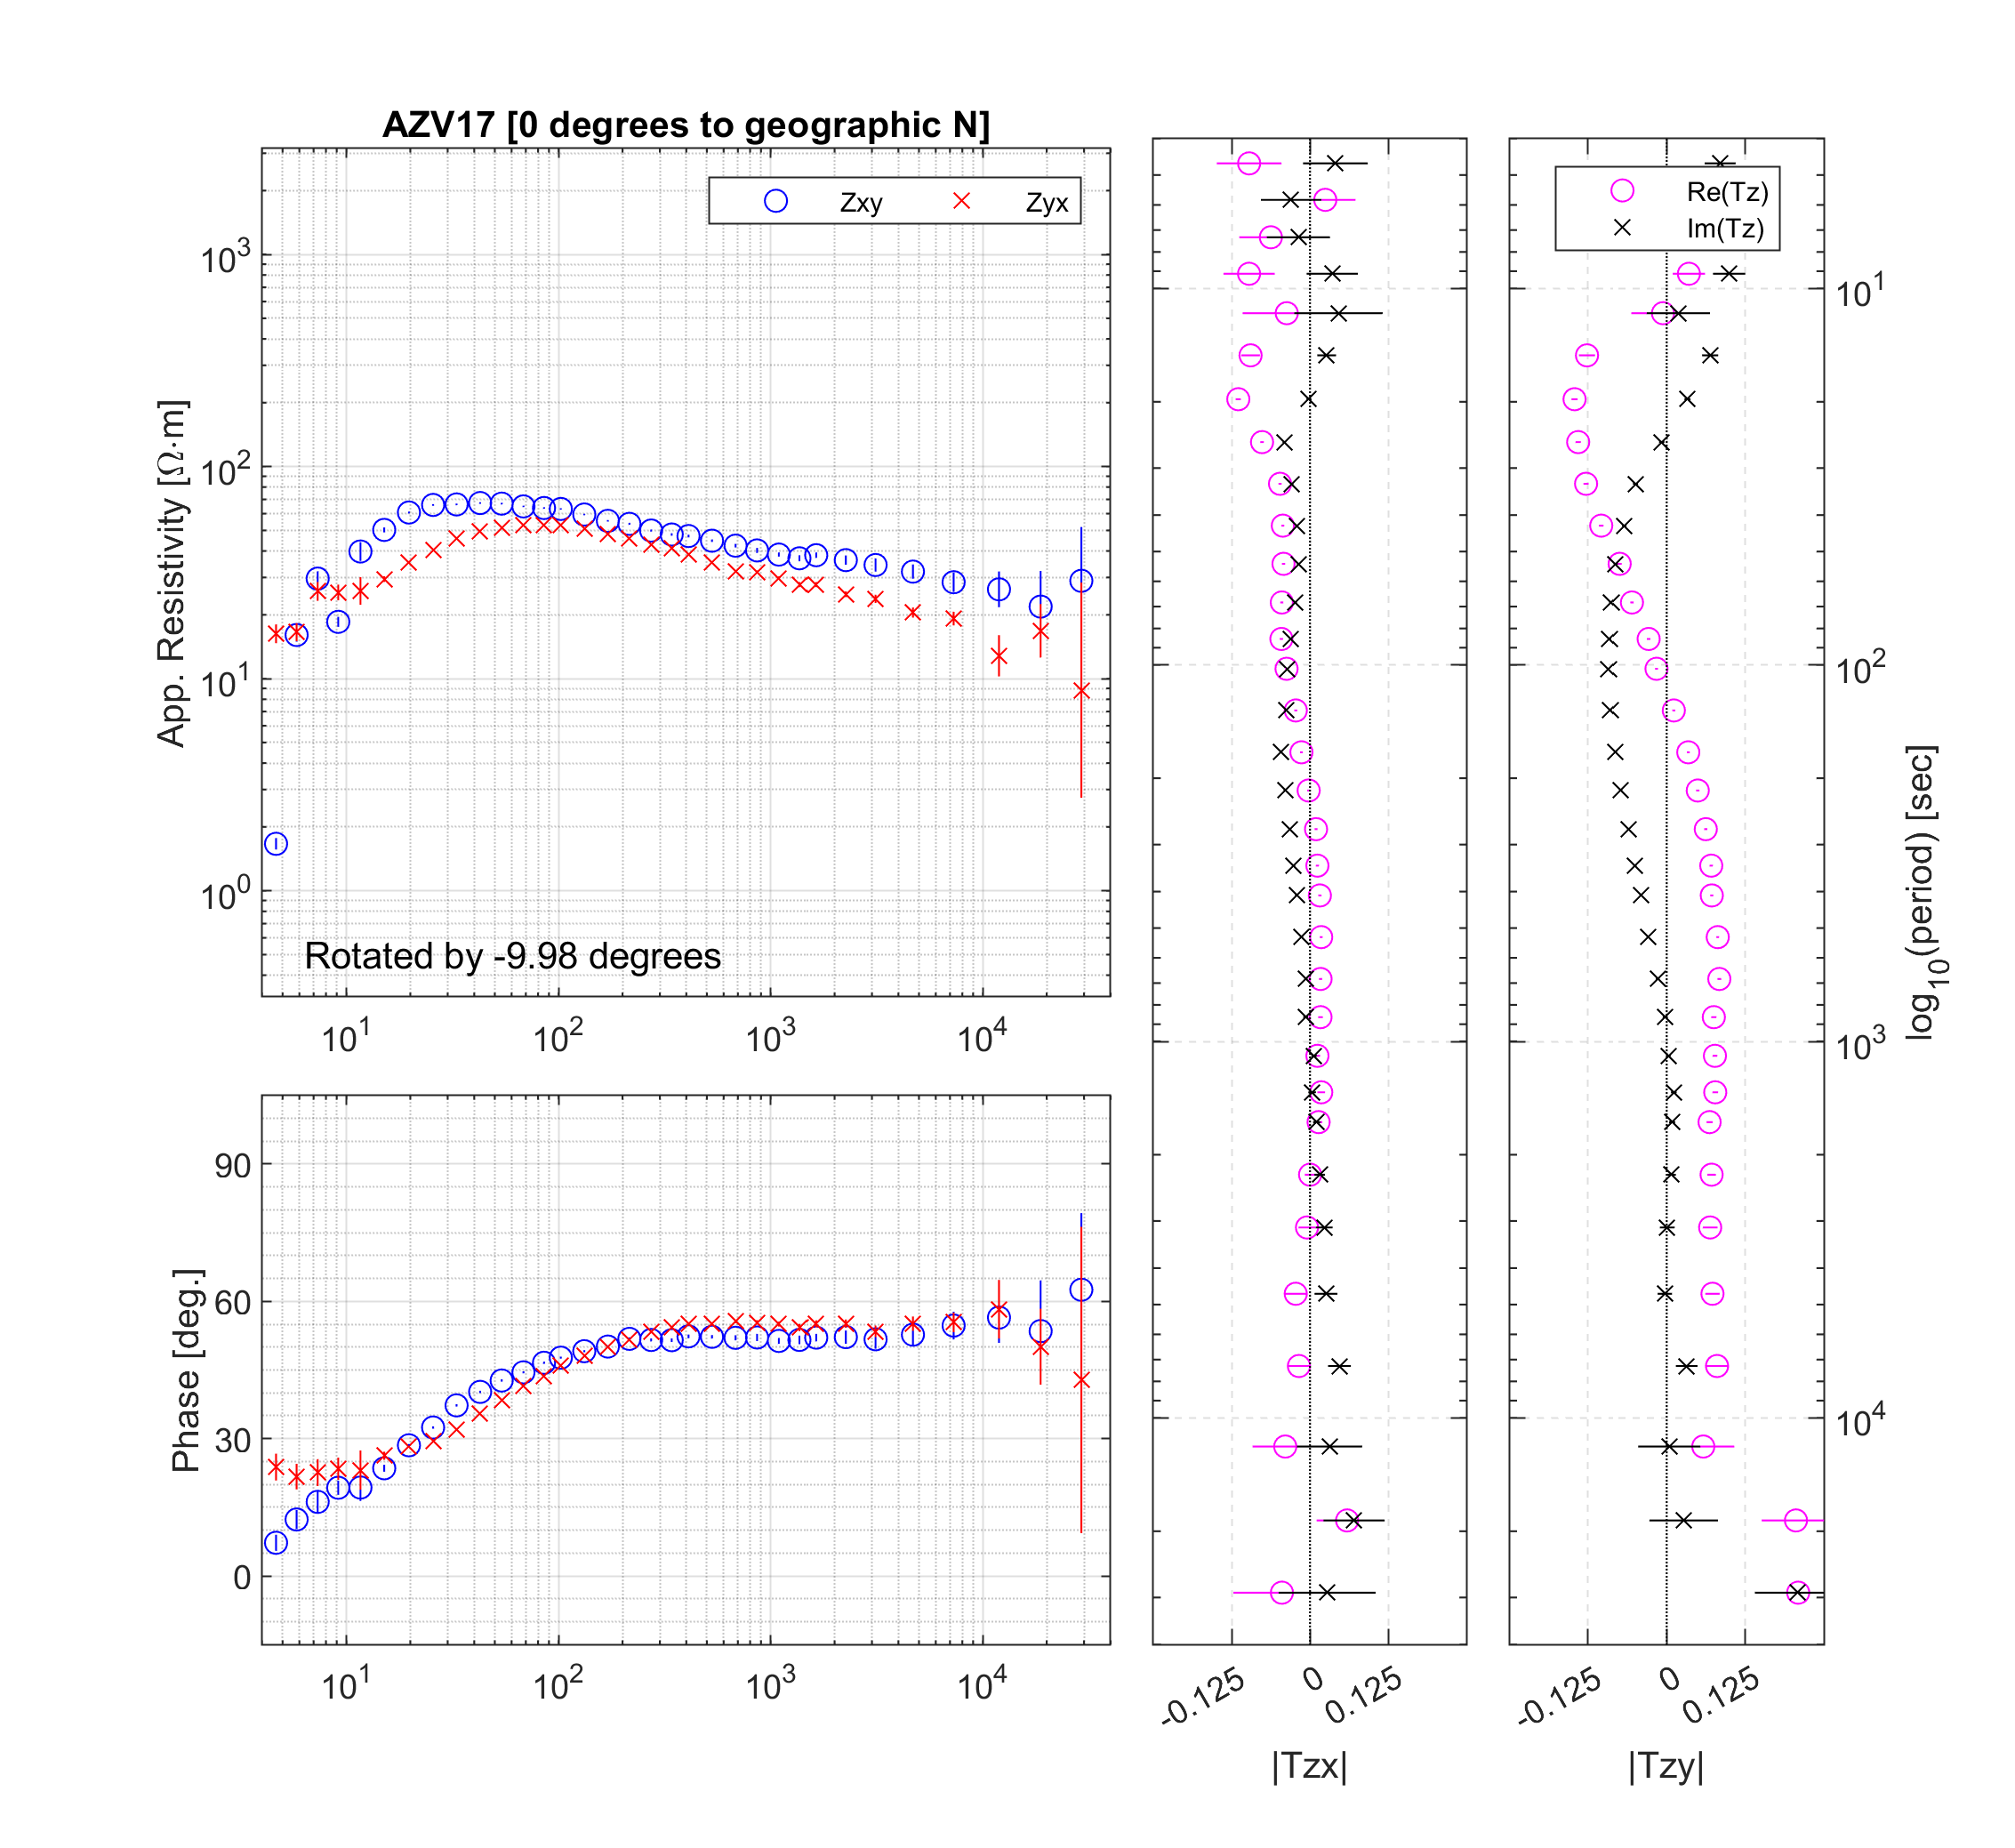 AZV17 [0 degrees to geographic N]
Zxy Zyx
App. Resistivity [Ω·m]
10^3
10^2
10^1
10^0
Rotated by -9.98 degrees
10^1 10^2 10^3 10^4
Phase [deg.]
90
60
30
0
10^1 10^2 10^3 10^4
-0.125 0 0.125
|Tzx|
Re(Tz)
Im(Tz)
-0.125 0 0.125
|Tzy|
10^1
10^2
10^3
10^4
log_10(period) [sec]